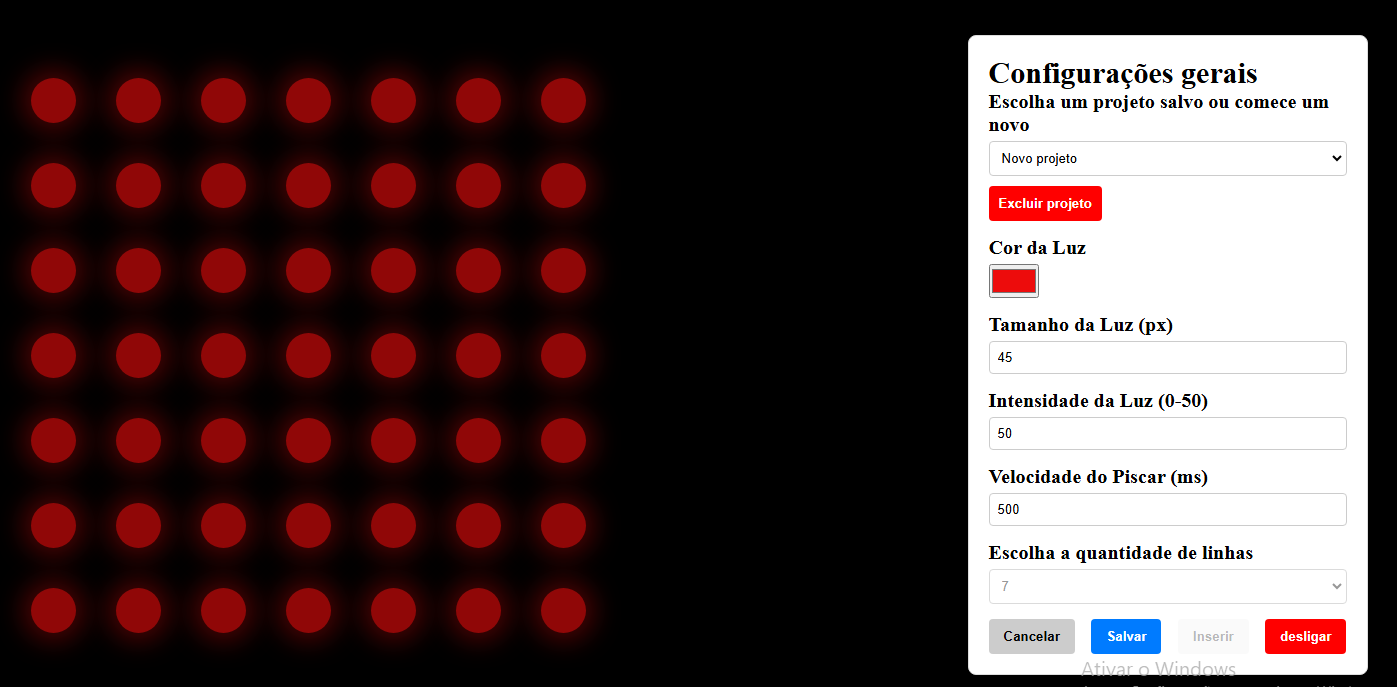 Configurações gerais
Escolha um projeto salvo ou comece um
novo
Novo projeto
Excluir projeto
Cor da Luz
Tamanho da Luz (px)
45
Intensidade da Luz (0-50)
50
Velocidade do Piscar (ms)
500
Escolha a quantidade de linhas
7
Cancelar Salvar Inserir desligar
Ativar o Windows